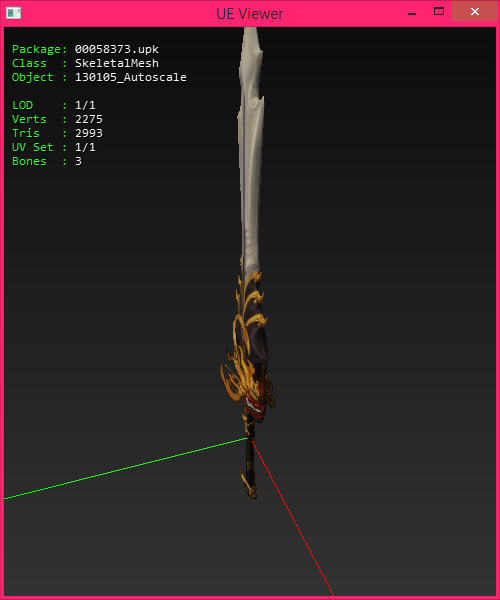 UE Viewer
Package: 00058373.upk
Class : SkeletalMesh
Object : 130105_Autoscale
LOD : 1/1
Verts : 2275
Tris : 2993
UV Set : 1/1
Bones : 3